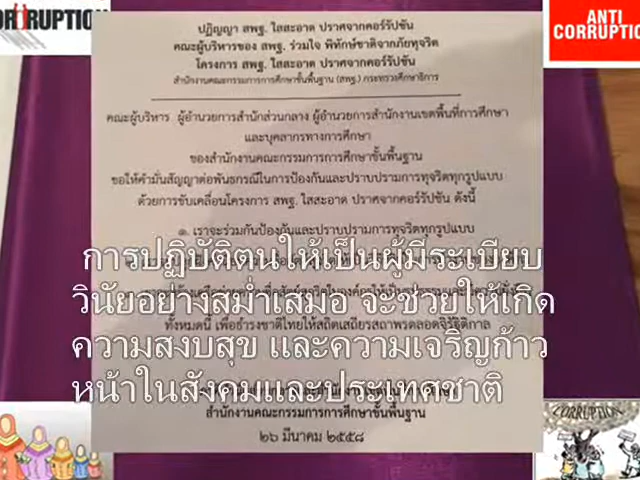 CORRUPTION
ANTI
CORRUPTION
ปฏิญญา สพฐ. ใสสะอาด ปราศจากคอร์รัปชัน
คณะผู้บริหารของ สพฐ. ร่วมใจ พิทักษ์ชาติจากภัยทุจริต
โครงการ สพฐ. ใสสะอาด ปราศจากคอร์รัปชัน
สำนักงานคณะกรรมการการศึกษาขั้นพื้นฐาน (สพฐ.) กระทรวงศึกษาธิการ
คณะผู้บริหาร ผู้อำนวยการสำนักส่วนกลาง ผู้อำนวยการสำนักงานเขตพื้นที่การศึกษา
และบุคลากรทางการศึกษา
ของสำนักงานคณะกรรมการการศึกษาขั้นพื้นฐาน
ขอให้คำมั่นสัญญาต่อพันธกรณีในการป้องกันและปราบปรามการทุจริตทุกรูปแบบ
ด้วยการขับเคลื่อนโครงการ สพฐ. ใสสะอาด ปราศจากคอร์รัปชัน ดังนี้
๑. เราจะร่วมกันป้องกันและปราบปรามการทุจริตทุกรูปแบบ
การปฏิบัติตนให้เป็นผู้มีระเบียบ
วินัยอย่างสม่ำเสมอ จะช่วยให้เกิด
ทั้งหมดนี้ เพื่อธำรงชาติไทยให้สถิตเสถียรสถาพรตลอดจิรัฐิติกาล
ความสงบสุข และความเจริญก้าว
หน้าในสังคมและประเทศชาติ
สำนักงานคณะกรรมการการศึกษาขั้นพื้นฐาน
๒๖ มีนาคม ๒๕๕๘
CORRUPTION